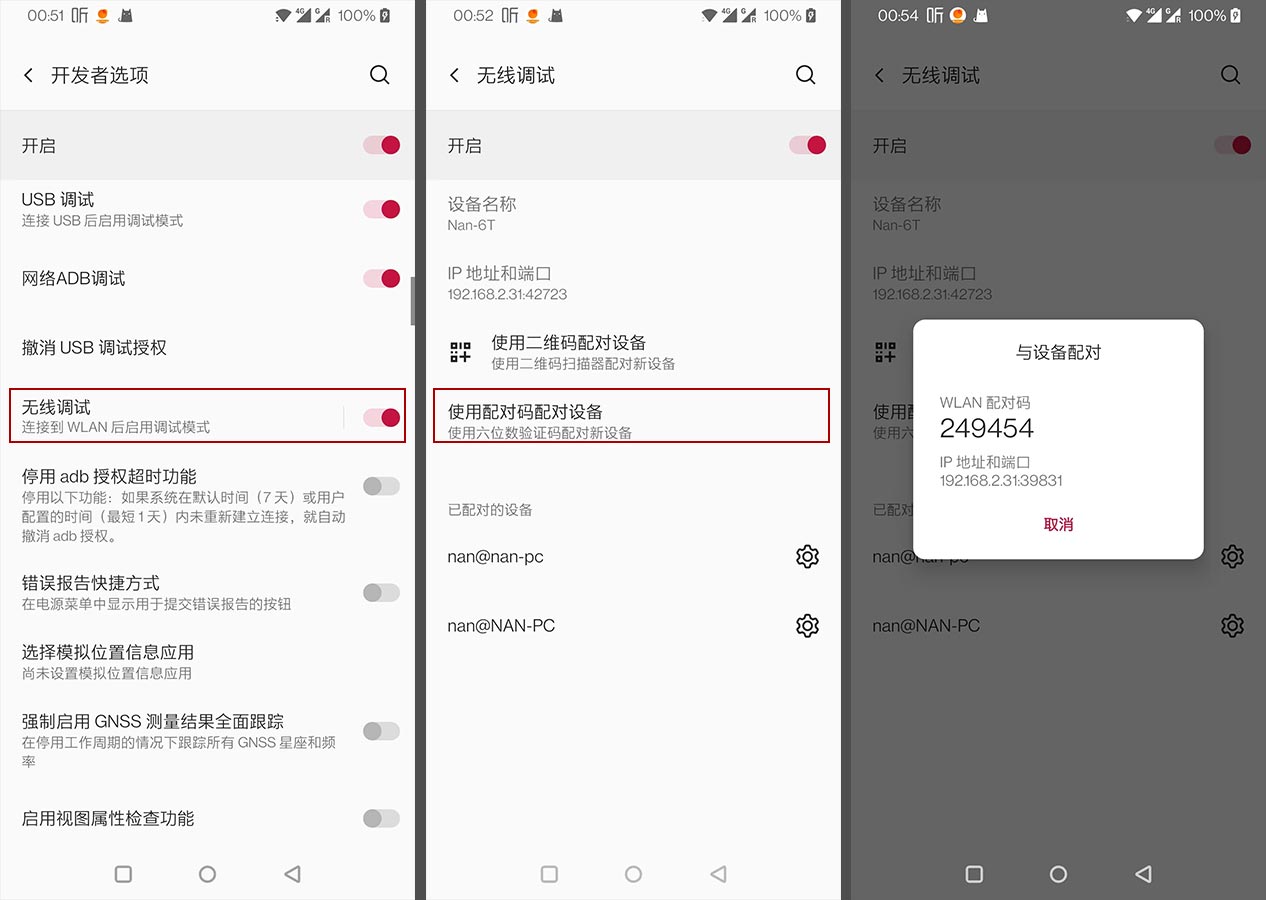 00:51 听 4G G R 100%
开发者选项
开启
USB 调试
连接 USB 后启用调试模式
网络ADB调试
撤消 USB 调试授权
无线调试
连接到 WLAN 后启用调试模式
停用 adb 授权超时功能
停用以下功能：如果系统在默认时间（7 天）或用户
配置的时间（最短 1 天）内未重新建立连接，就自动
撤消 adb 授权。
错误报告快捷方式
在电源菜单中显示用于提交错误报告的按钮
选择模拟位置信息应用
尚未设置模拟位置信息应用
强制启用 GNSS 测量结果全面跟踪
在停用工作周期的情况下跟踪所有 GNSS 星座和频
率
启用视图属性检查功能
00:52 听 4G G R 100%
无线调试
开启
设备名称
Nan-6T
IP 地址和端口
192.168.2.31:42723
使用二维码配对设备
使用二维码扫描器配对新设备
使用配对码配对设备
使用六位数验证码配对新设备
已配对的设备
nan@nan-pc
nan@NAN-PC
00:54 听 4G G R 100%
无线调试
开启
设备名称
Nan-6T
IP 地址和端口
192.168.2.31:42723
使用配
使用六
已配对
nan@nan-pc
nan@NAN-PC
与设备配对
WLAN 配对码
249454
IP 地址和端口
192.168.2.31:39831
取消